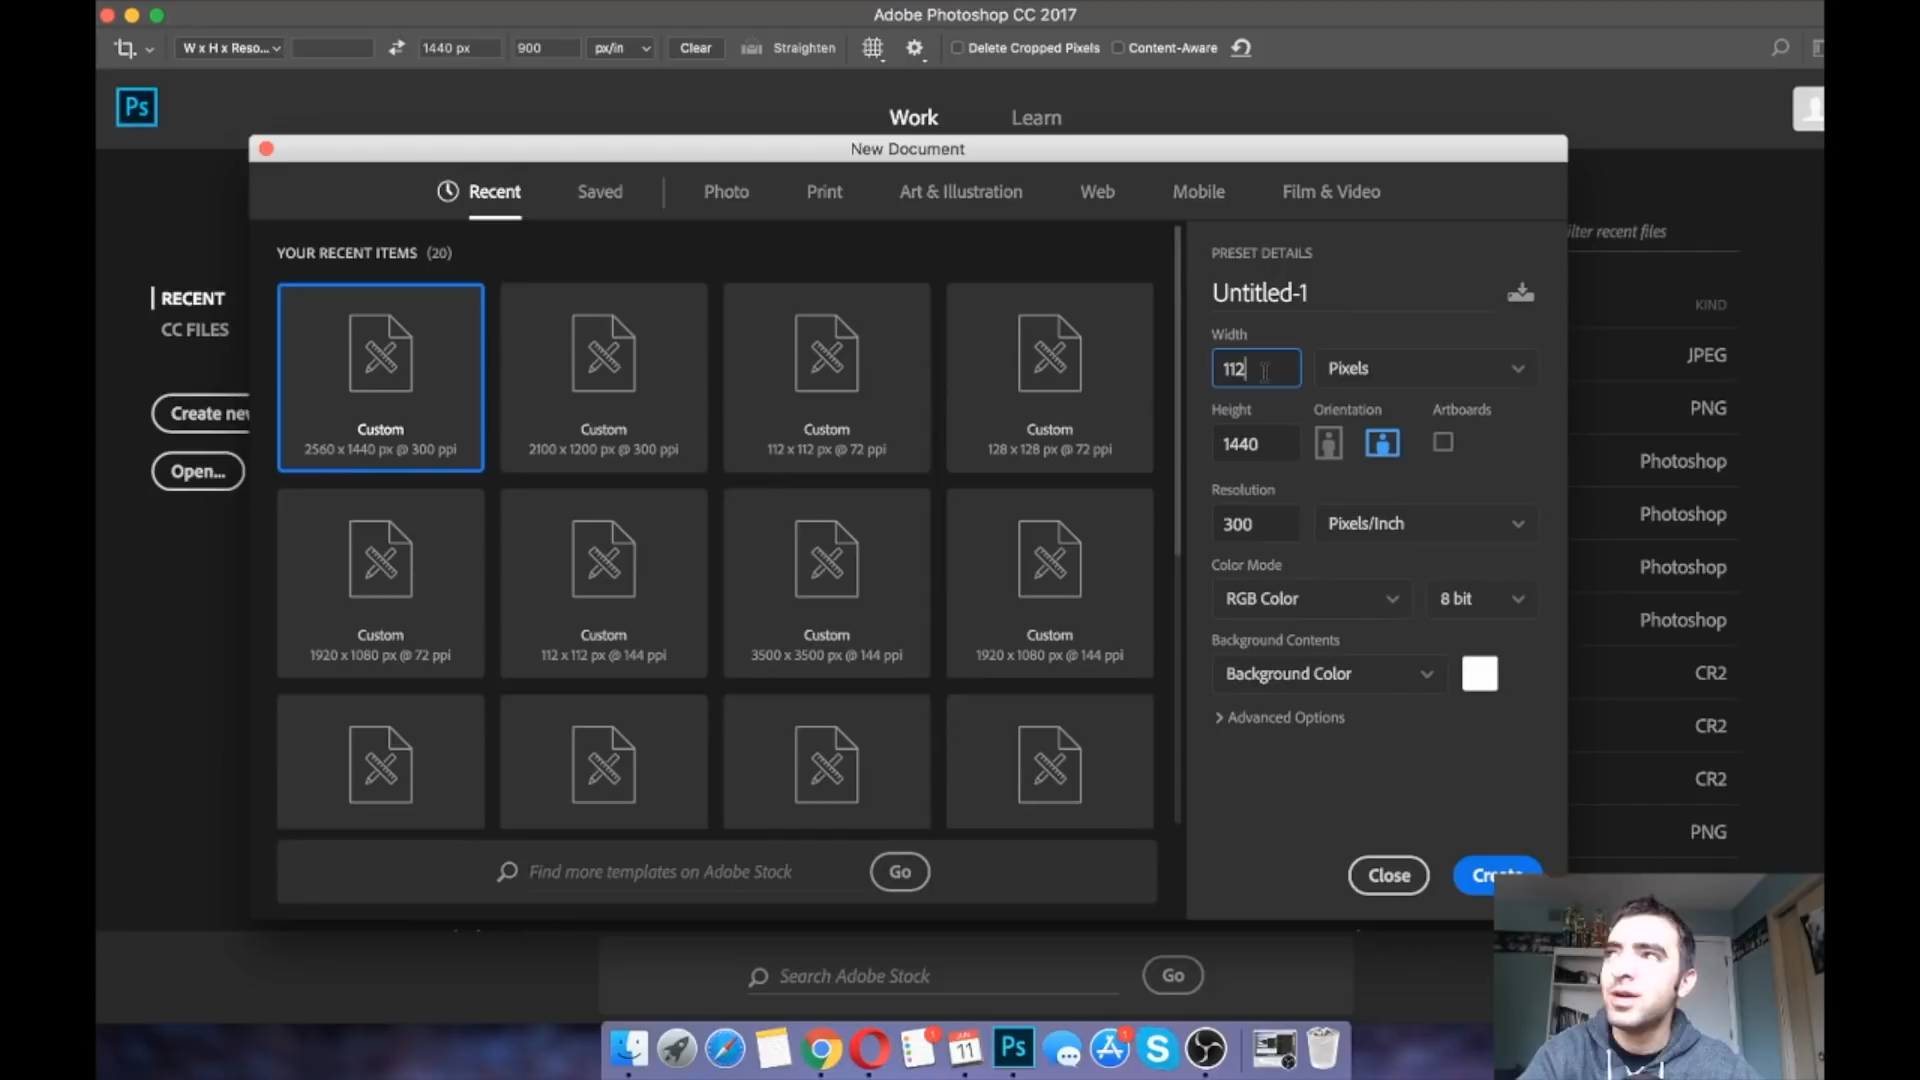 Adobe Photoshop CC 2017
W x H x Reso...
1440 px
900
px/in
Clear
Straighten
Delete Cropped Pixels
Content-Aware
Ps
Work
Learn
New Document
Recent
Saved
Photo
Print
Art & Illustration
Web
Mobile
Film & Video
YOUR RECENT ITEMS (20)
PRESET DETAILS
Untitled-1
Width
112
Pixels
Height
Orientation
Artboards
1440
Resolution
300
Pixels/Inch
Color Mode
RGB Color
8 bit
Background Contents
Background Color
Advanced Options
Custom
2560 x 1440 px @ 300 ppi
Custom
2100 x 1200 px @ 300 ppi
Custom
112 x 112 px @ 72 ppi
Custom
128 x 128 px @ 72 ppi
Custom
1920 x 1080 px @ 72 ppi
Custom
112 x 112 px @ 144 ppi
Custom
3500 x 3500 px @ 144 ppi
Custom
1920 x 1080 px @ 144 ppi
Find more templates on Adobe Stock
Go
Close
RECENT
CC FILES
Create
Open...
recent files
KIND
JPEG
PNG
Photoshop
Photoshop
Photoshop
Photoshop
CR2
CR2
CR2
PNG
Search Adobe Stock
Go
JUN
11
Ps
1
1